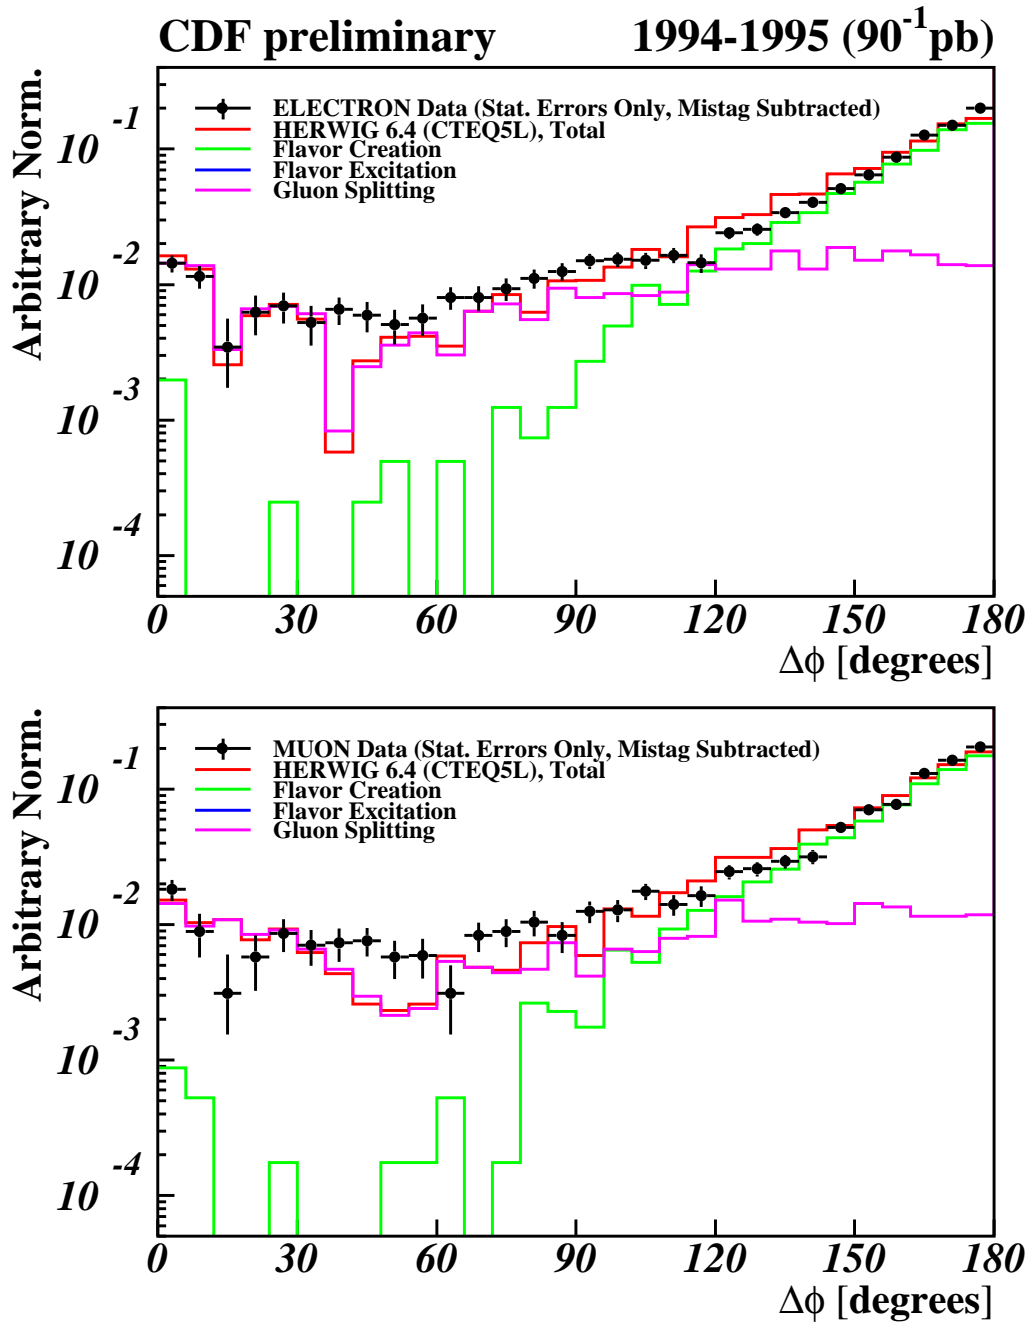 CDF preliminary 1994-1995 (90⁻¹pb)
Arbitrary Norm.
ELECTRON Data (Stat. Errors Only, Mistag Subtracted)
HERWIG 6.4 (CTEQ5L), Total
Flavor Creation
Flavor Excitation
Gluon Splitting
10⁻¹
10⁻²
10⁻³
10⁻⁴
0 30 60 90 120 150 180
Δϕ [degrees]
Arbitrary Norm.
MUON Data (Stat. Errors Only, Mistag Subtracted)
HERWIG 6.4 (CTEQ5L), Total
Flavor Creation
Flavor Excitation
Gluon Splitting
10⁻¹
10⁻²
10⁻³
10⁻⁴
0 30 60 90 120 150 180
Δϕ [degrees]